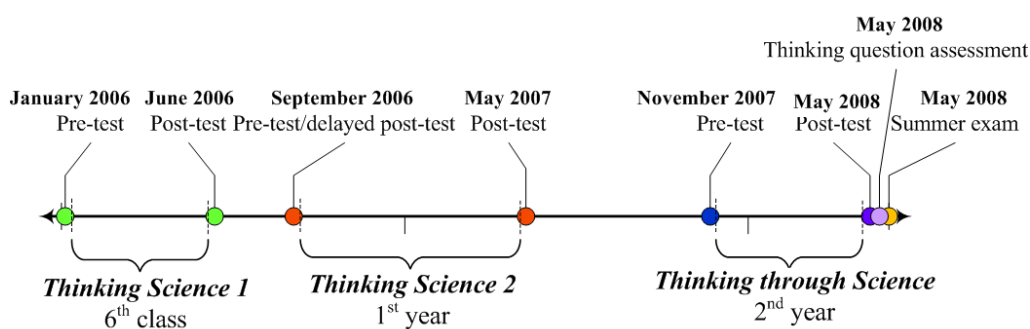 May 2008
Thinking question assessment
January 2006
Pre-test
June 2006
Post-test
September 2006
Pre-test/delayed post-test
May 2007
Post-test
November 2007
Pre-test
May 2008
Post-test
May 2008
Summer exam
Thinking Science 1
6th class
Thinking Science 2
1st year
Thinking through Science
2nd year